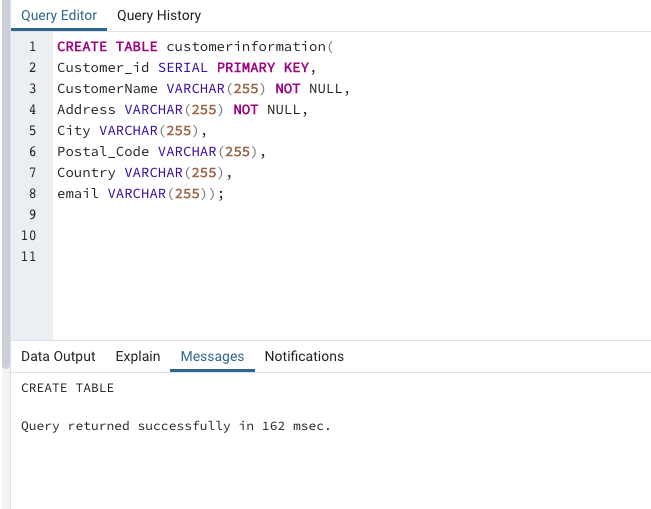 Query Editor Query History
1 CREATE TABLE customerinformation(
2 Customer_id SERIAL PRIMARY KEY,
3 CustomerName VARCHAR(255) NOT NULL,
4 Address VARCHAR(255) NOT NULL,
5 City VARCHAR(255),
6 Postal_Code VARCHAR(255),
7 Country VARCHAR(255),
8 email VARCHAR(255));
9
10
11
Data Output Explain Messages Notifications
CREATE TABLE
Query returned successfully in 162 msec.